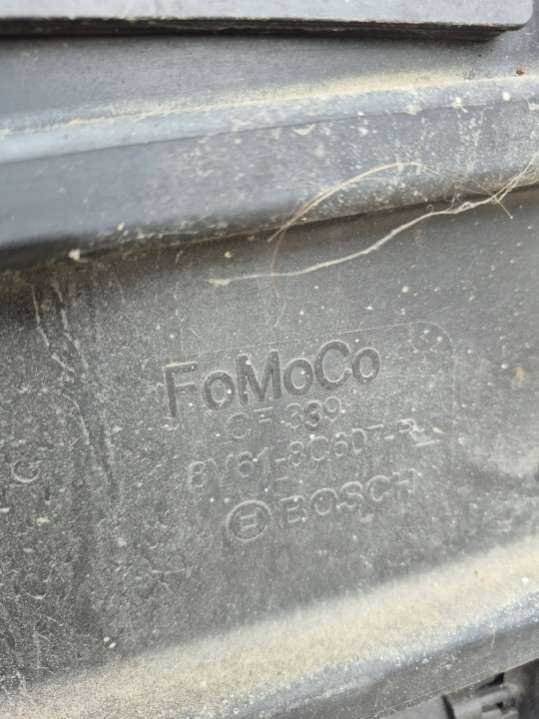 FoMoCo
CF 339
8V61-8C607-
BOSCH